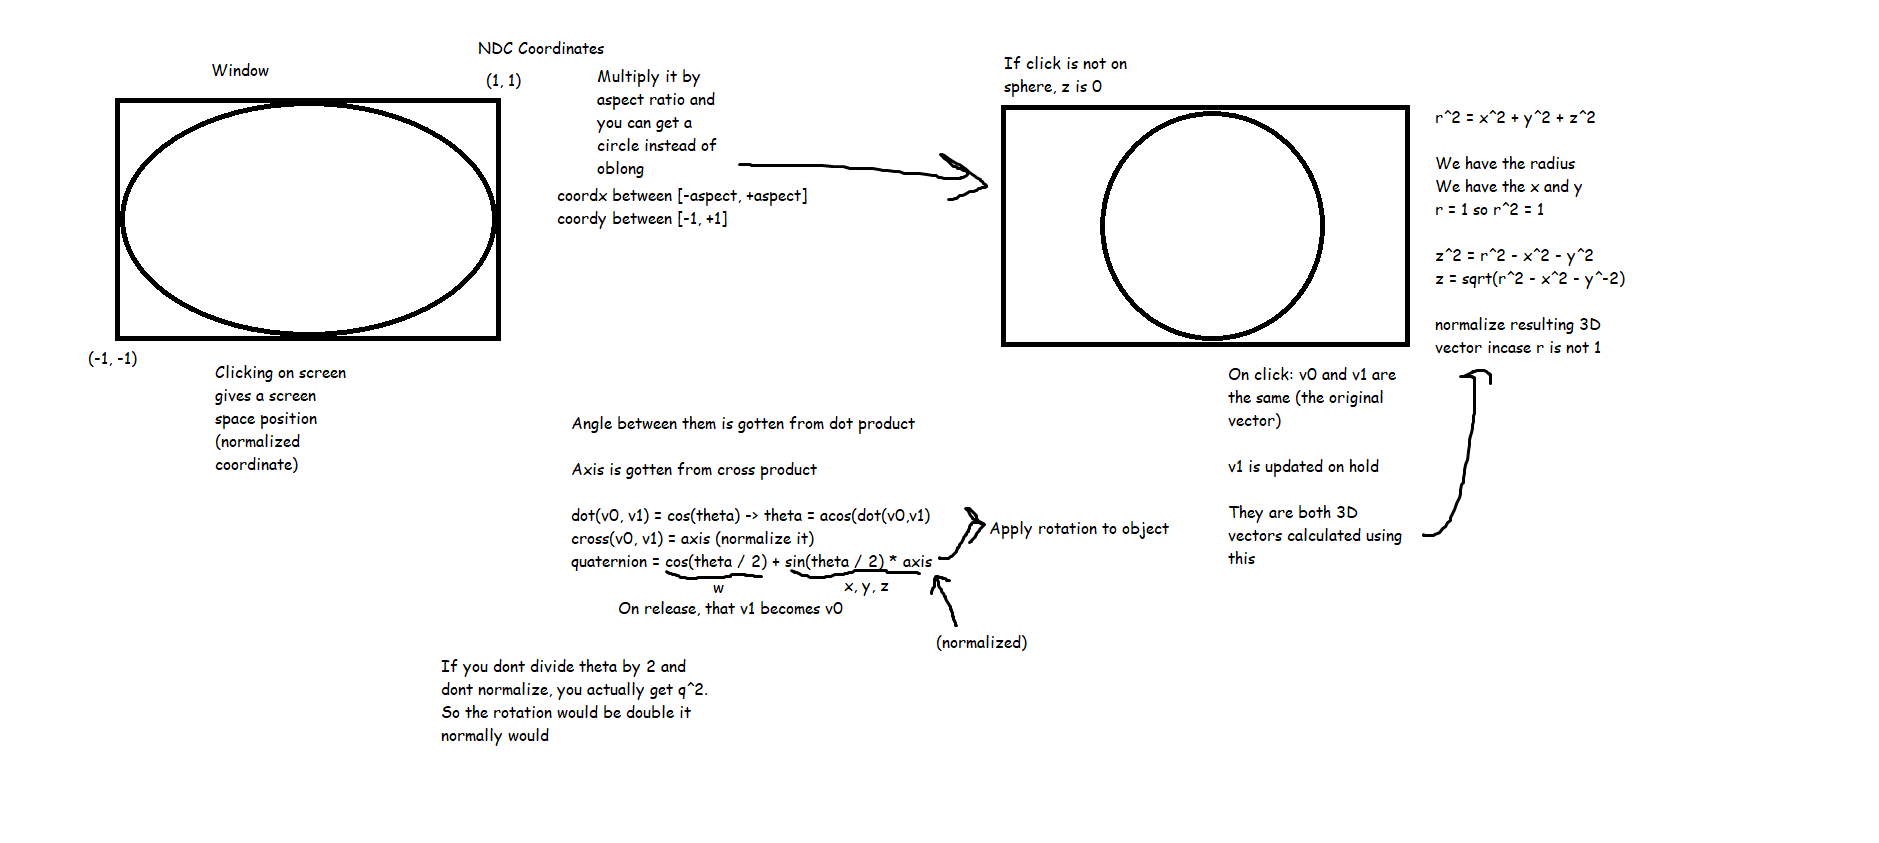 Window
NDC Coordinates
(1, 1)
(-1, -1)
Clicking on screen
gives a screen
space position
(normalized
coordinate)
Multiply it by
aspect ratio and
you can get a
circle instead of
oblong
coordx between [-aspect, +aspect]
coordy between [-1, +1]
If click is not on
sphere, z is 0
r^2 = x^2 + y^2 + z^2
We have the radius
We have the x and y
r = 1 so r^2 = 1
z^2 = r^2 - x^2 - y^2
z = sqrt(r^2 - x^2 - y^-2)
normalize resulting 3D
vector incase r is not 1
On click: v0 and v1 are
the same (the original
vector)
v1 is updated on hold
They are both 3D
vectors calculated using
this
Angle between them is gotten from dot product
Axis is gotten from cross product
dot(v0, v1) = cos(theta) -> theta = acos(dot(v0,v1)
cross(v0, v1) = axis (normalize it)
quaternion = cos(theta / 2) + sin(theta / 2) * axis
w
x, y, z
Apply rotation to object
On release, that v1 becomes v0
(normalized)
If you dont divide theta by 2 and
dont normalize, you actually get q^2.
So the rotation would be double it
normally would